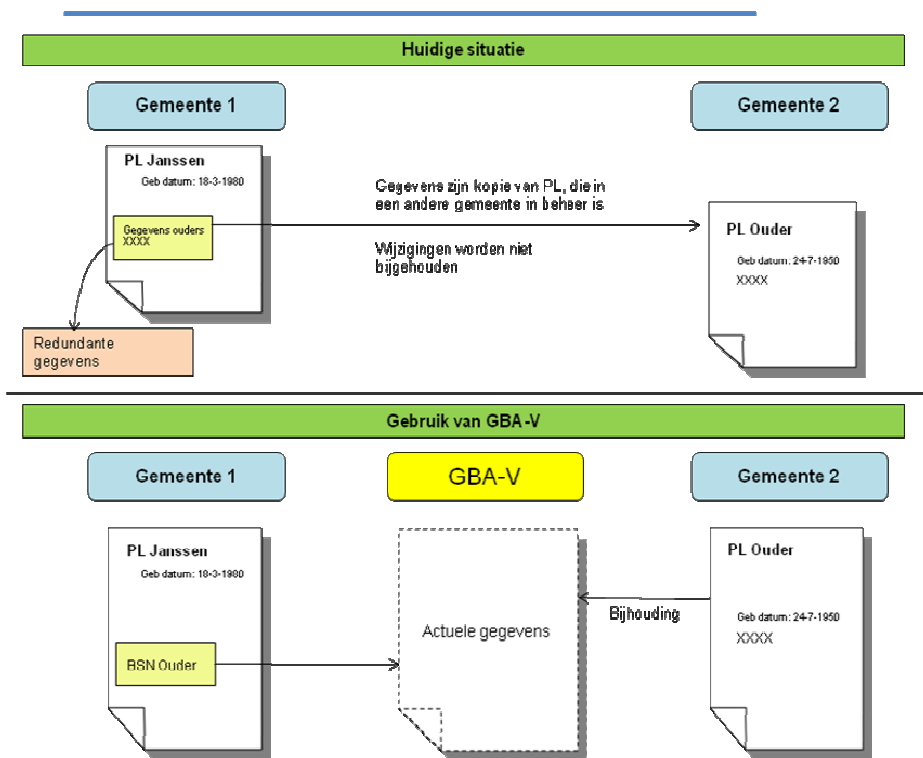 Huidige situatie
Gemeente 1
Gemeente 2
PL Janssen
Geb datum: 18-3-1980
Gegevens ouders
XXXX
Gegevens zijn kopie van PL, die in
een andere gemeente in beheer is
Wijzigingen worden niet
bijgehouden
PL Ouder
Geb datum: 24-7-1950
XXXX
Redundante
gegevens
Gebruik van GBA-V
Gemeente 1
GBA-V
Gemeente 2
PL Janssen
Geb datum: 18-3-1980
BSN Ouder
Actuele gegevens
Bijhouding
PL Ouder
Geb datum: 24-7-1950
XXXX